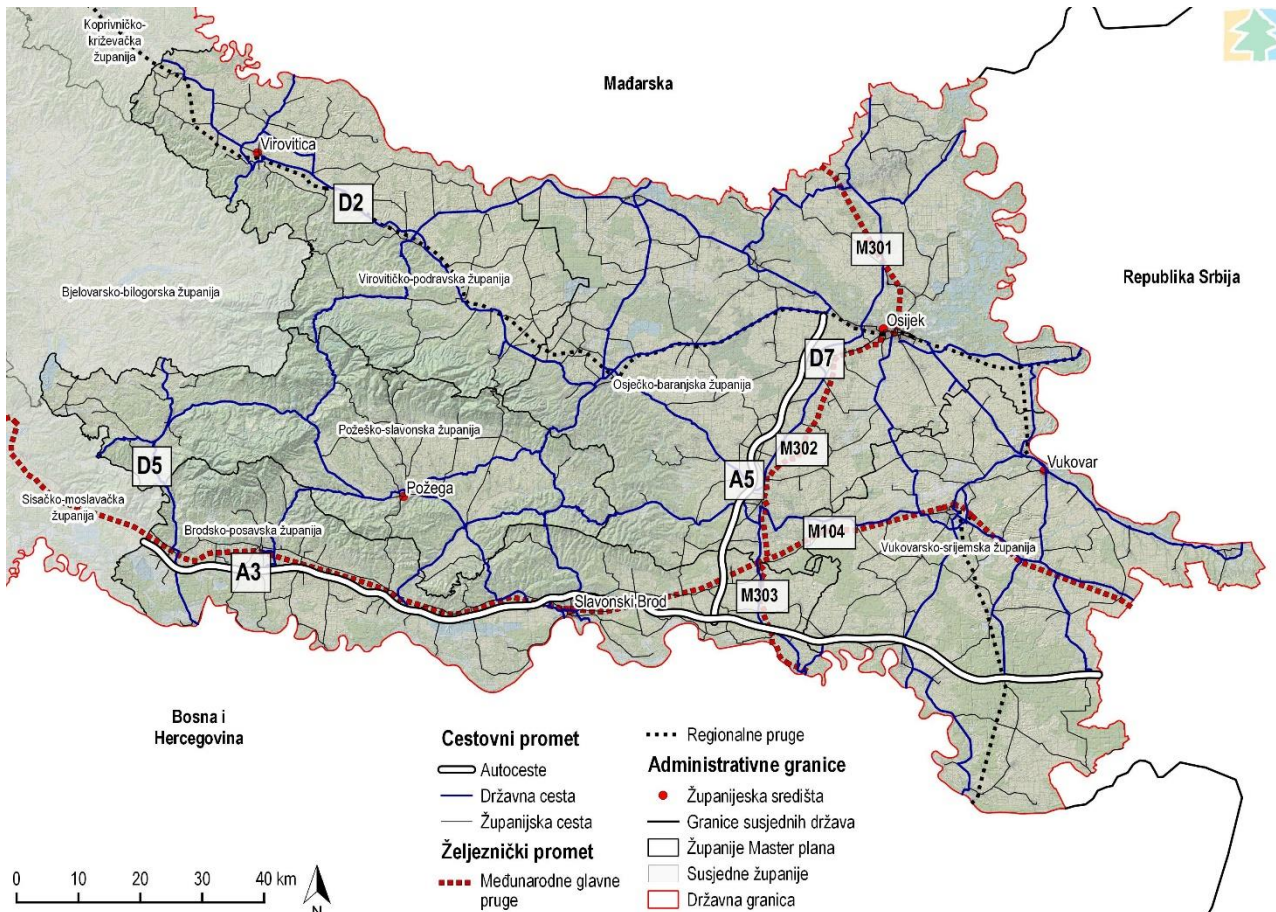 Koprivničko-
križevačka
županija
Mađarska
Virovitica
D2
M301
Republika Srbija
Virovitičko-podravska županija
Bjelovarsko-bilogorska županija
Osijek
D7
Osječko-baranjska županija
Požeško-slavonska županija
M302
D5
A5
Vukovar
Požega
Sisačko-moslavačka
županija
Brodsko-posavska županija
M104
Vukovarsko-srijemska županija
A3
Slavonski Brod
M303
Bosna i
Hercegovina
Cestovni promet
Autoceste
Državna cesta
Županijska cesta
Željeznički promet
Međunarodne glavne
pruge
Regionalne pruge
Administrativne granice
Županijeska središta
Granice susjednih država
Županije Master plana
Susjedne županije
Državna granica
0 10 20 30 40 km
N